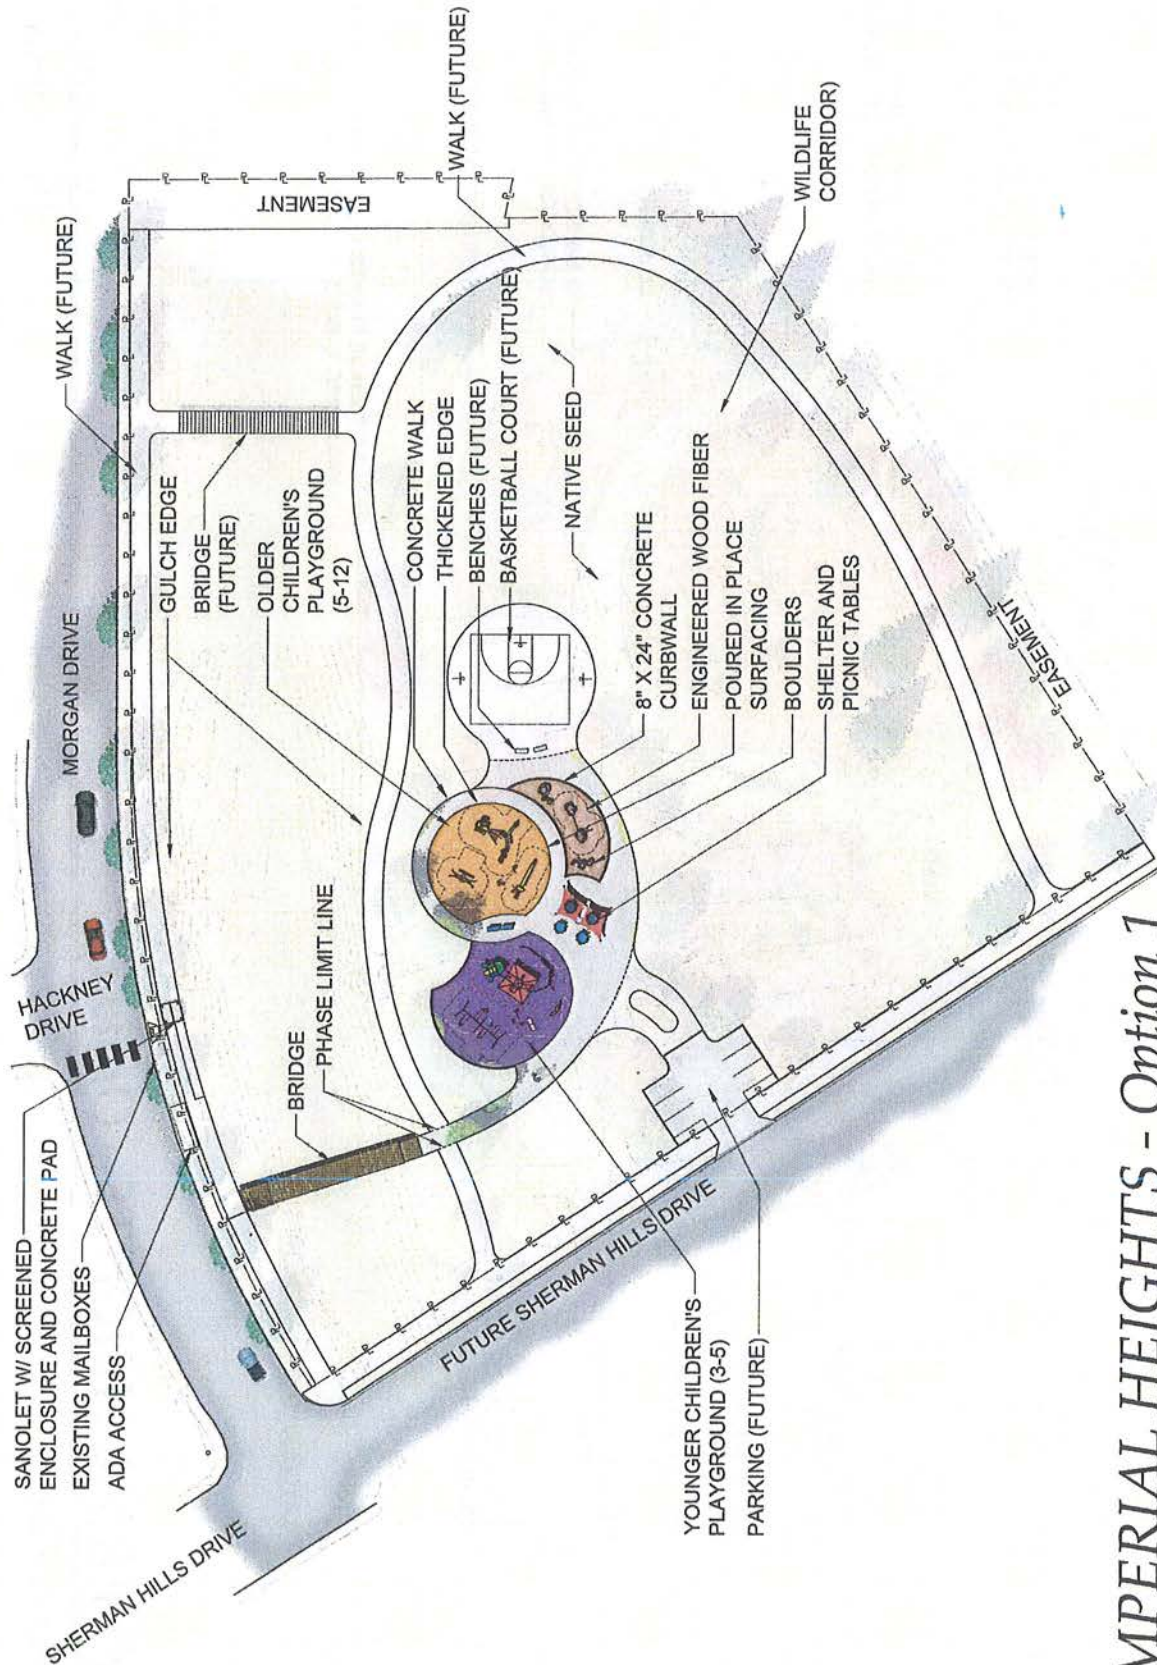 SANOLET W/ SCREENED
ENCLOSURE AND CONCRETE PAD
EXISTING MAILBOXES
ADA ACCESS
SHERMAN HILLS DRIVE
HACKNEY
DRIVE
MORGAN DRIVE
WALK (FUTURE)
GULCH EDGE
BRIDGE
(FUTURE)
OLDER
CHILDREN'S
PLAYGROUND
(5-12)
EASEMENT
WALK (FUTURE)
BRIDGE
PHASE LIMIT LINE
CONCRETE WALK
THICKENED EDGE
BENCHES (FUTURE)
BASKETBALL COURT (FUTURE)
NATIVE SEED
WILDLIFE
CORRIDOR)
8" X 24" CONCRETE
CURBWALL
ENGINEERED WOOD FIBER
POURED IN PLACE
SURFACING
BOULDERS
SHELTER AND
PICNIC TABLES
EASEMENT
FUTURE SHERMAN HILLS DRIVE
YOUNGER CHILDREN'S
PLAYGROUND (3-5)
PARKING (FUTURE)
MPERIAL HEIGHTS - Option 1